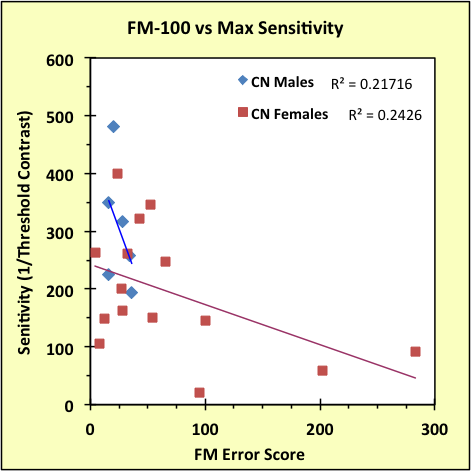 FM-100 vs Max Sensitivity
CN Males R² = 0.21716
CN Females R² = 0.2426
Senitivity (1/Threshold Contrast)
600
500
400
300
200
100
0
0 100 200 300
FM Error Score